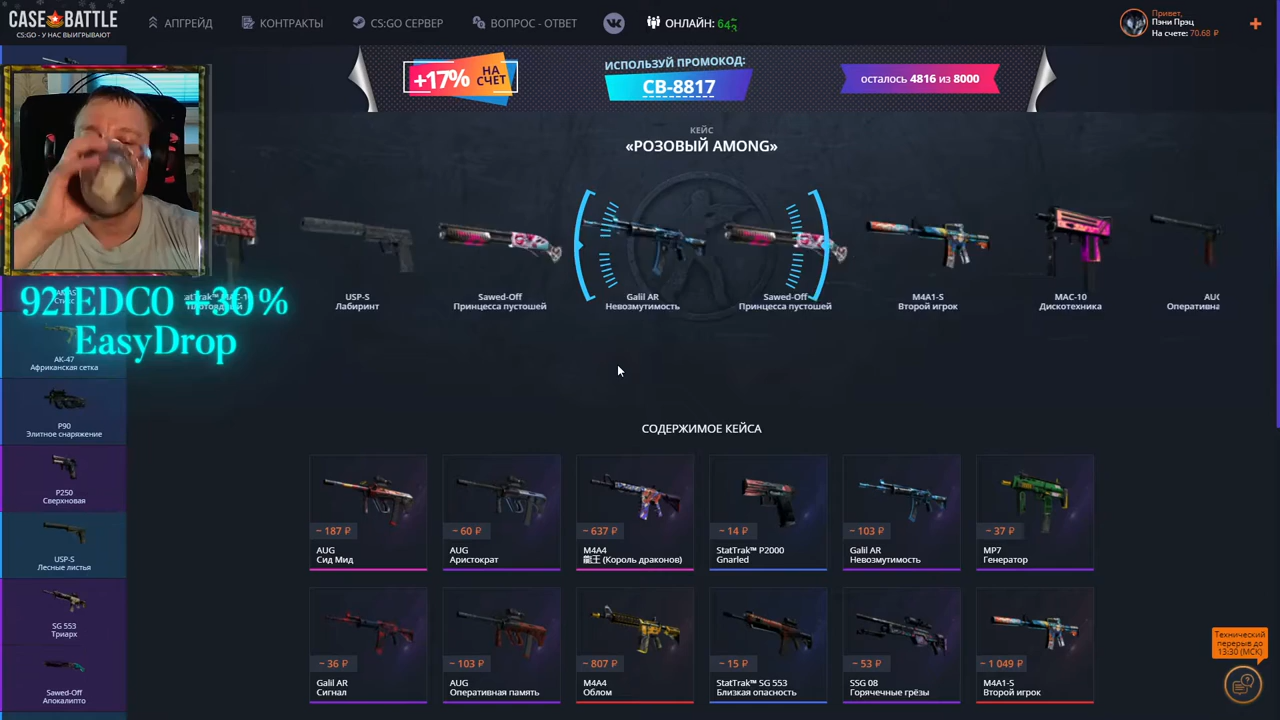 CASE BATTLE
CS:GO - У НАС ВЫИГРЫВАЮТ
АПГРЕЙД
КОНТРАКТЫ
CS:GO СЕРВЕР
ВОПРОС - ОТВЕТ
ОНЛАЙН:
Привет,
Пэни Прэц
На счете: 70.68 ₽
+17% НА СЧЕТ
ИСПОЛЬЗУЙ ПРОМОКОД:
CB-8817
осталось 4816 из 8000
КЕЙС
«РОЗОВЫЙ AMONG»
USP-S
Лабиринт
Sawed-Off
Принцесса пустошей
Galil AR
Невозмутимость
Sawed-Off
Принцесса пустошей
M4A1-S
Второй игрок
MAC-10
Дискотехника
AUG
Оперативна
921EDC0 +30%
EasyDrop
AK-47
Африканская сетка
P90
Элитное снаряжение
P250
Сверхновая
USP-S
Лесные листья
SG 553
Триарх
Sawed-Off
Апокалипто
СОДЕРЖИМОЕ КЕЙСА
~ 187 ₽
AUG
Сид Мид
~ 60 ₽
AUG
Аристократ
~ 637 ₽
M4A4
龍王 (Король драконов)
~ 14 ₽
StatTrak™ P2000
Gnarled
~ 103 ₽
Galil AR
Невозмутимость
~ 37 ₽
MP7
Генератор
~ 36 ₽
Galil AR
Сигнал
~ 103 ₽
AUG
Оперативная память
~ 807 ₽
M4A4
Облом
~ 15 ₽
StatTrak™ SG 553
Близкая опасность
~ 53 ₽
SSG 08
Горячечные грёзы
~ 1 049 ₽
M4A1-S
Второй игрок
Технический
перерыв до
13:30 (МСК)